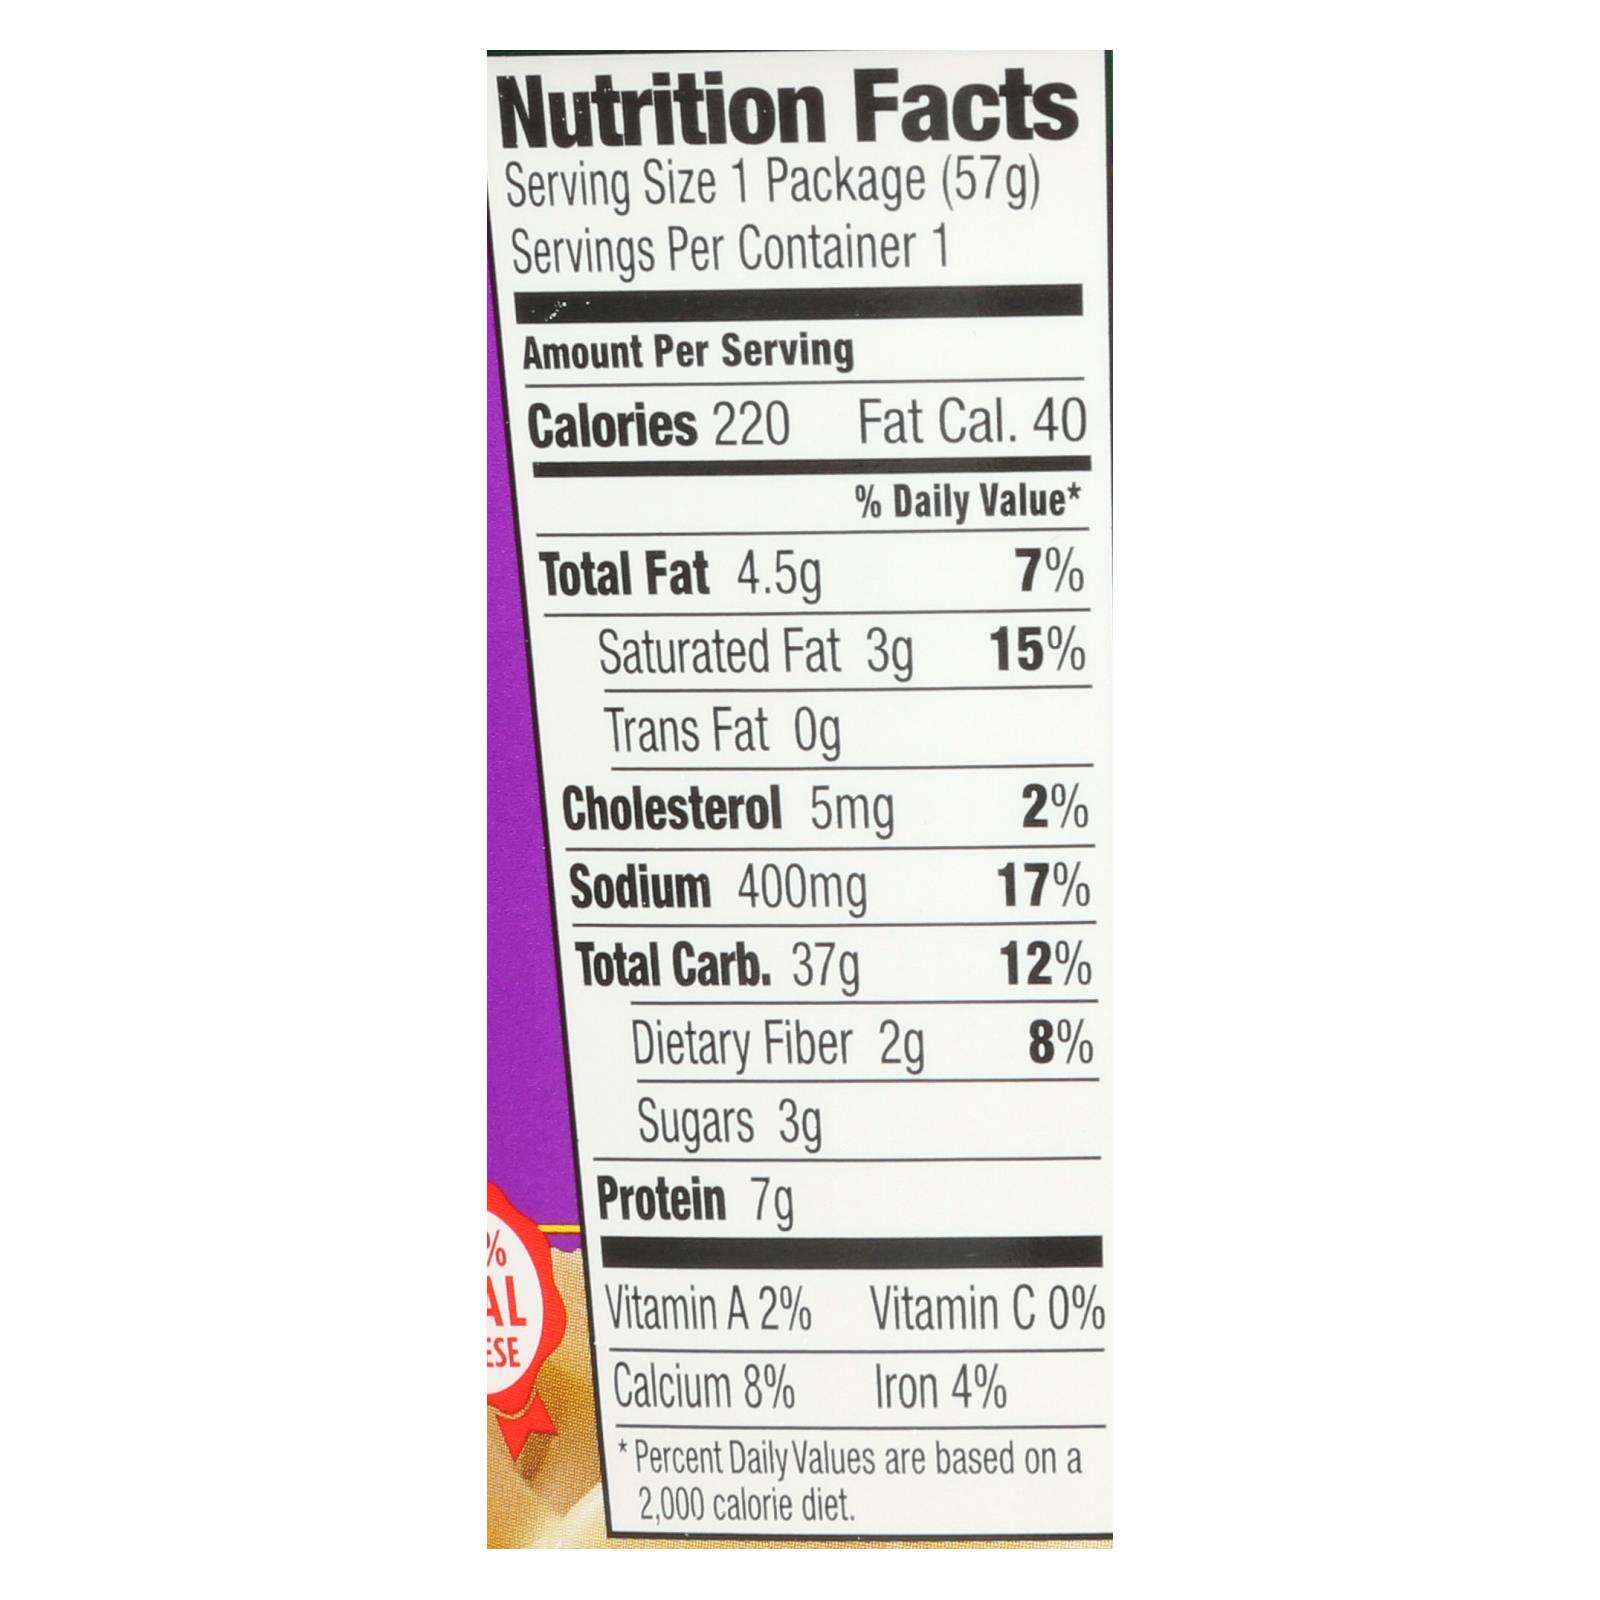 Nutrition Facts
Serving Size 1 Package (57g)
Servings Per Container 1
Amount Per Serving
Calories 220 Fat Cal. 40
% Daily Value*
Total Fat 4.5g 7%
Saturated Fat 3g 15%
Trans Fat 0g
Cholesterol 5mg 2%
Sodium 400mg 17%
Total Carb. 37g 12%
Dietary Fiber 2g 8%
Sugars 3g
Protein 7g
Vitamin A 2% Vitamin C 0%
Calcium 8% Iron 4%
* Percent Daily Values are based on a
2,000 calorie diet.
%
AL
ESE